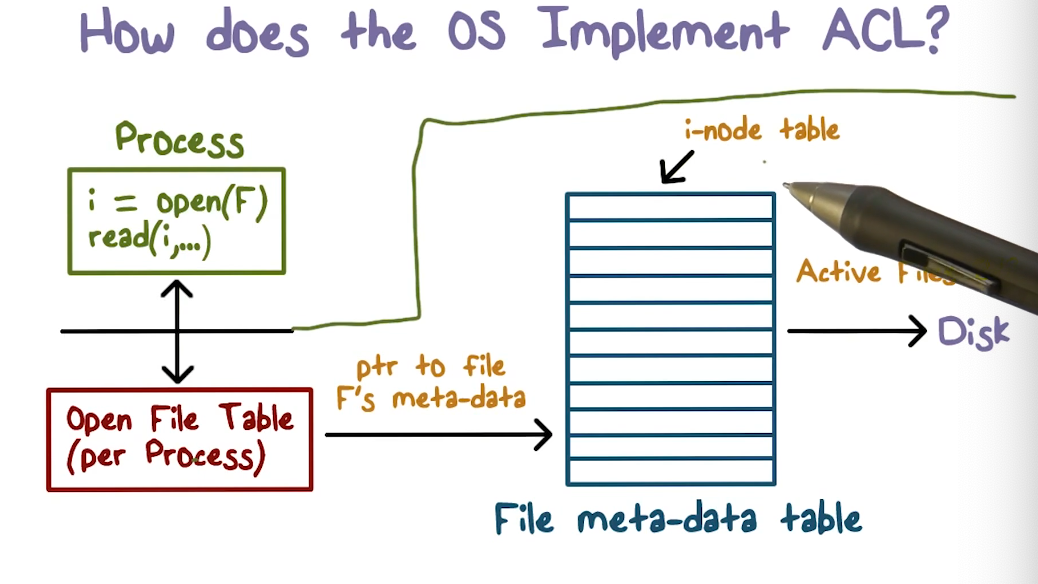 How does the OS Implement ACL?
Process
i = open(F)
read(i,...)
i-node table
Active Files
Disk
ptr to file
F's meta-data
Open File Table
(per Process)
File meta-data table